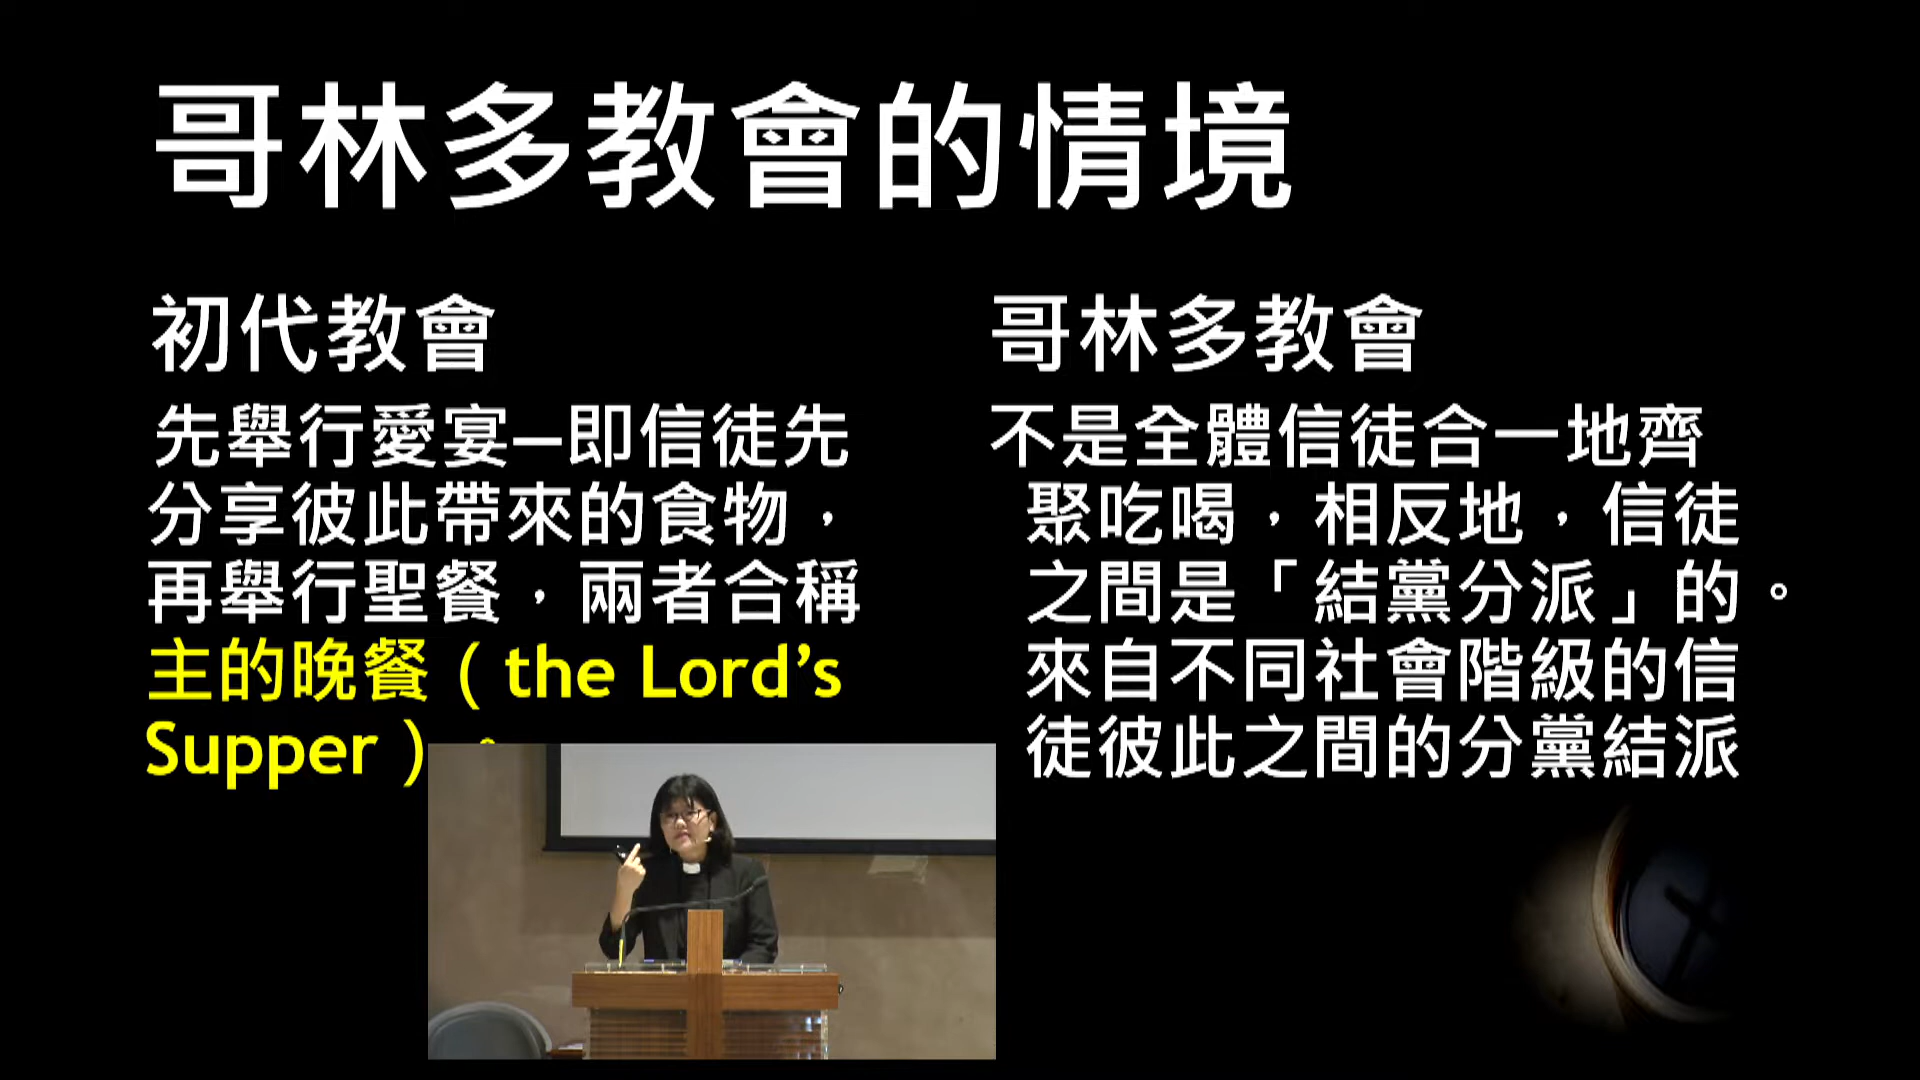 哥林多教會的情境
初代教會
先舉行愛宴—即信徒先
分享彼此帶來的食物，
再舉行聖餐，兩者合稱
主的晚餐（the Lord’s
Supper）。
哥林多教會
不是全體信徒合一地齊
聚吃喝，相反地，信徒
之間是「結黨分派」的。
來自不同社會階級的信
徒彼此之間的分黨結派